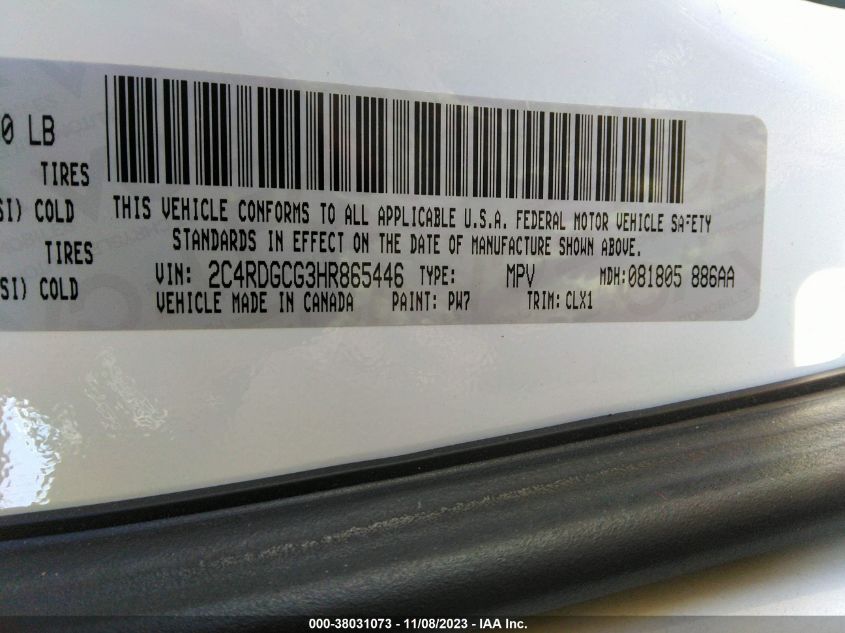 0 LB
TIRES
SI) COLD
TIRES
SI) COLD
THIS VEHICLE CONFORMS TO ALL APPLICABLE U.S.A. FEDERAL MOTOR VEHICLE SAFETY
STANDARDS IN EFFECT ON THE DATE OF MANUFACTURE SHOWN ABOVE.
VIN: 2C4RDGCG3HR865446 TYPE: MPV MDH:081805 886AA
VEHICLE MADE IN CANADA PAINT: PW7 TRIM: CLX1
000-38031073 - 11/08/2023 - IAA Inc.